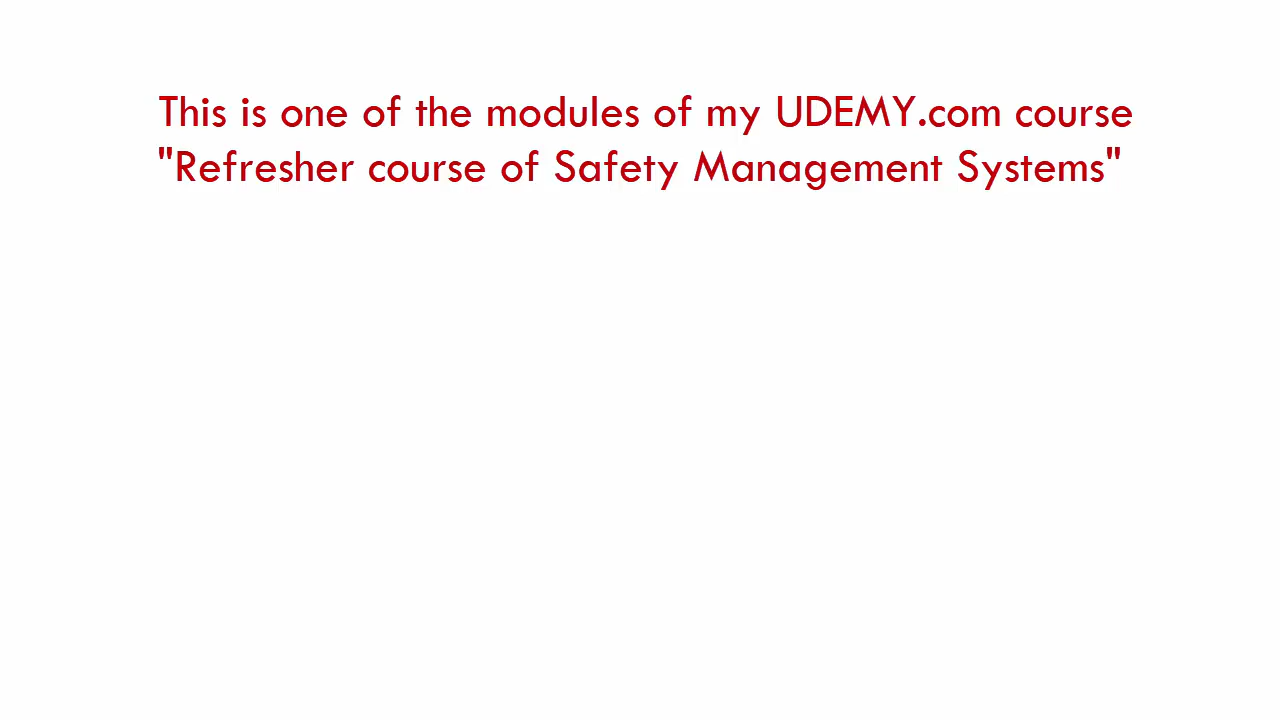 This is one of the modules of my UDEMY.com course
"Refresher course of Safety Management Systems"